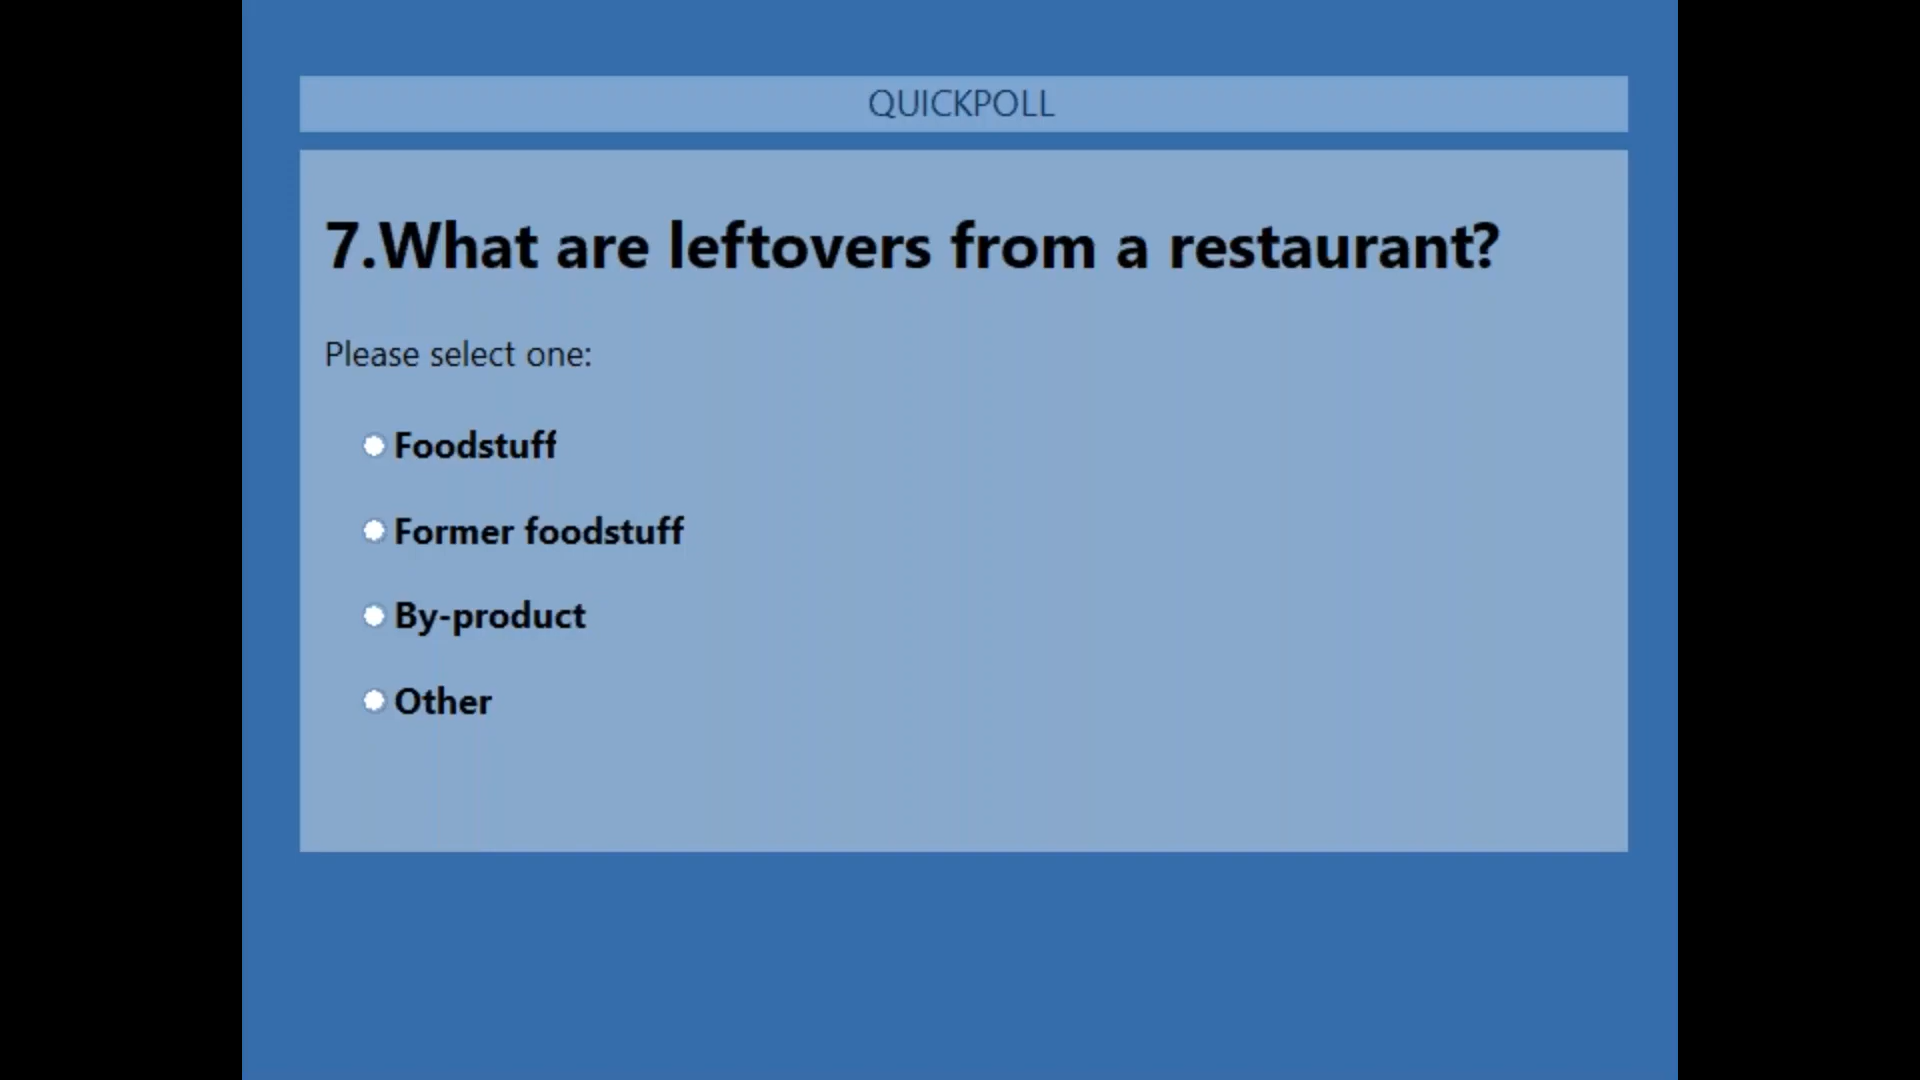 QUICKPOLL
7.What are leftovers from a restaurant?
Please select one:
Foodstuff
Former foodstuff
By-product
Other